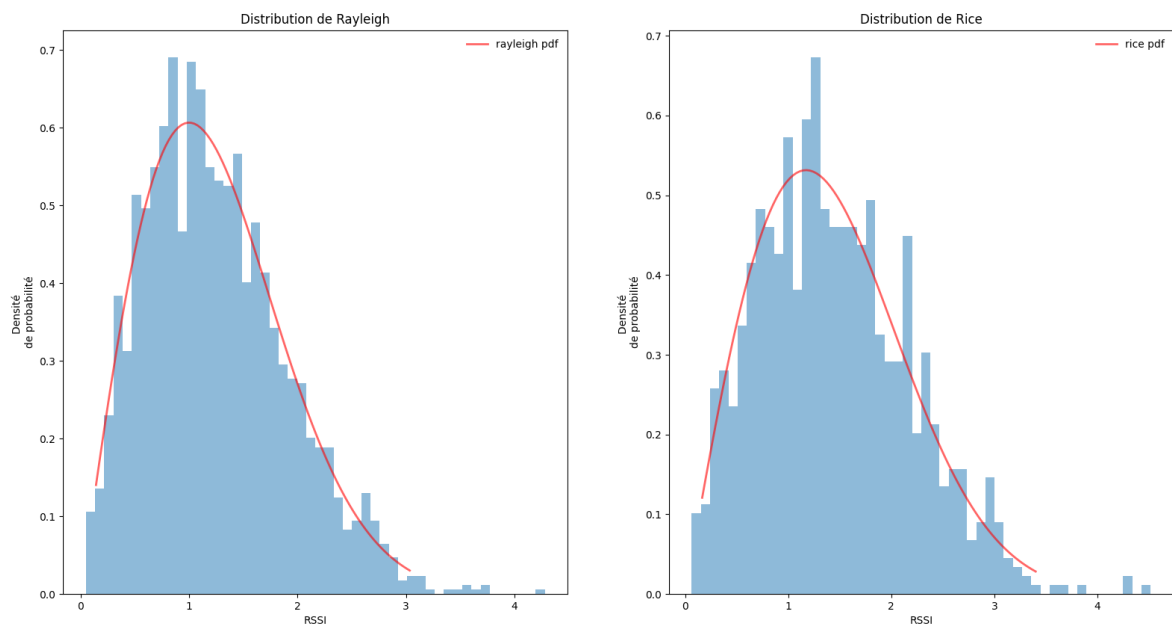 Distribution de Rayleigh
rayleigh pdf
0.7
0.6
0.5
0.4
0.3
0.2
0.1
0.0
Densité
de probabilité
0
1
2
3
4
RSSI
Distribution de Rice
rice pdf
0.7
0.6
0.5
0.4
0.3
0.2
0.1
0.0
Densité
de probabilité
0
1
2
3
4
RSSI